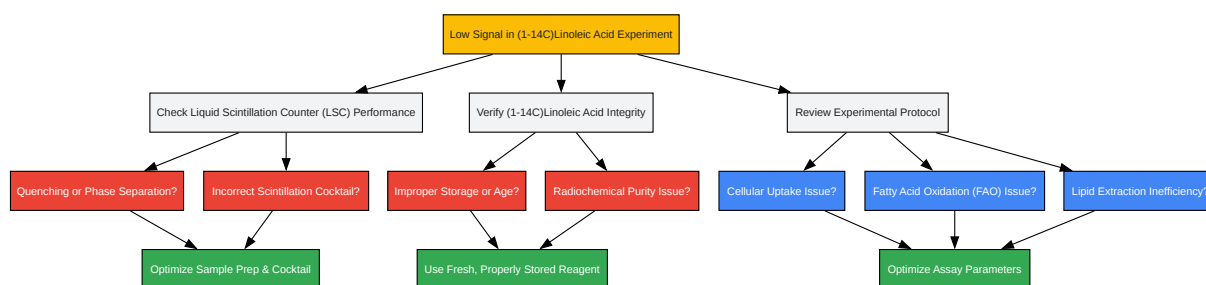 Low Signal in (1-14C)Linoleic Acid Experiment
Check Liquid Scintillation Counter (LSC) Performance
Verify (1-14C)Linoleic Acid Integrity
Review Experimental Protocol
Quenching or Phase Separation?
Incorrect Scintillation Cocktail?
Improper Storage or Age?
Radiochemical Purity Issue?
Cellular Uptake Issue?
Fatty Acid Oxidation (FAO) Issue?
Lipid Extraction Inefficiency?
Optimize Sample Prep & Cocktail
Use Fresh, Properly Stored Reagent
Optimize Assay Parameters